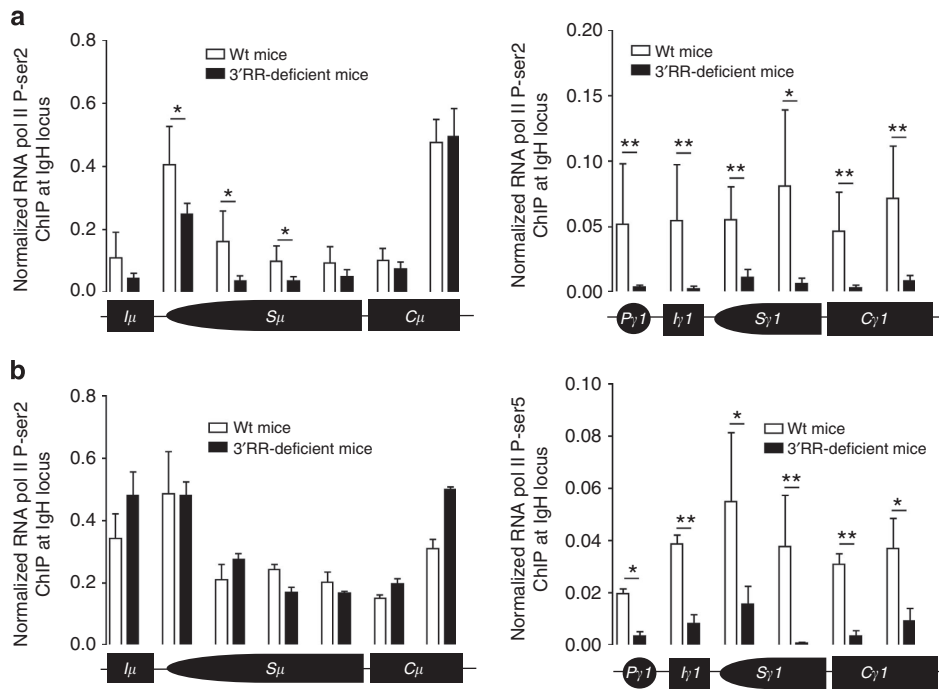 a
Normalized RNA pol II P-ser2
ChIP at IgH locus
0.8
0.6
0.4
0.2
0.0
Wt mice
3′RR-deficient mice
*
*
*
Iμ
Sμ
Cμ
Normalized RNA pol II P-ser2
ChIP at IgH locus
0.20
0.15
0.10
0.05
0.00
Wt mice
3′RR-deficient mice
**
**
**
*
**
**
Pγ1
Iγ1
Sγ1
Cγ1
b
Normalized RNA pol II P-ser2
ChIP at IgH locus
0.8
0.6
0.4
0.2
0.0
Wt mice
3′RR-deficient mice
Iμ
Sμ
Cμ
Normalized RNA pol II P-ser5
ChIP at IgH locus
0.10
0.08
0.06
0.04
0.02
0.00
Wt mice
3′RR-deficient mice
*
**
*
**
**
*
Pγ1
Iγ1
Sγ1
Cγ1